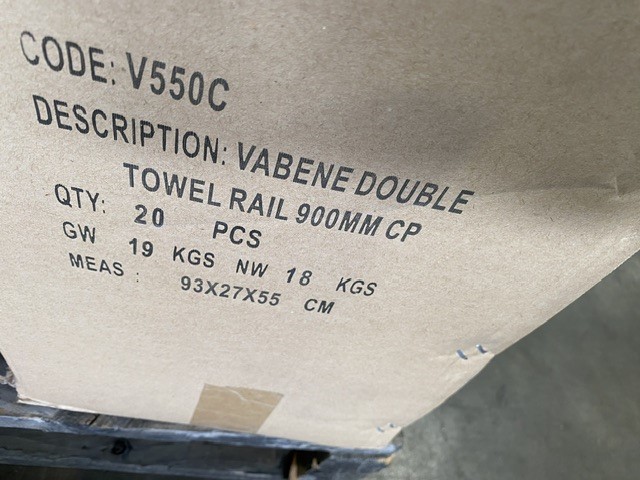 CODE: V550C
DESCRIPTION: VABENE DOUBLE
TOWEL RAIL 900MM CP
QTY: 20 PCS
GW 19 KGS NW 18 KGS
MEAS : 93X27X55 CM